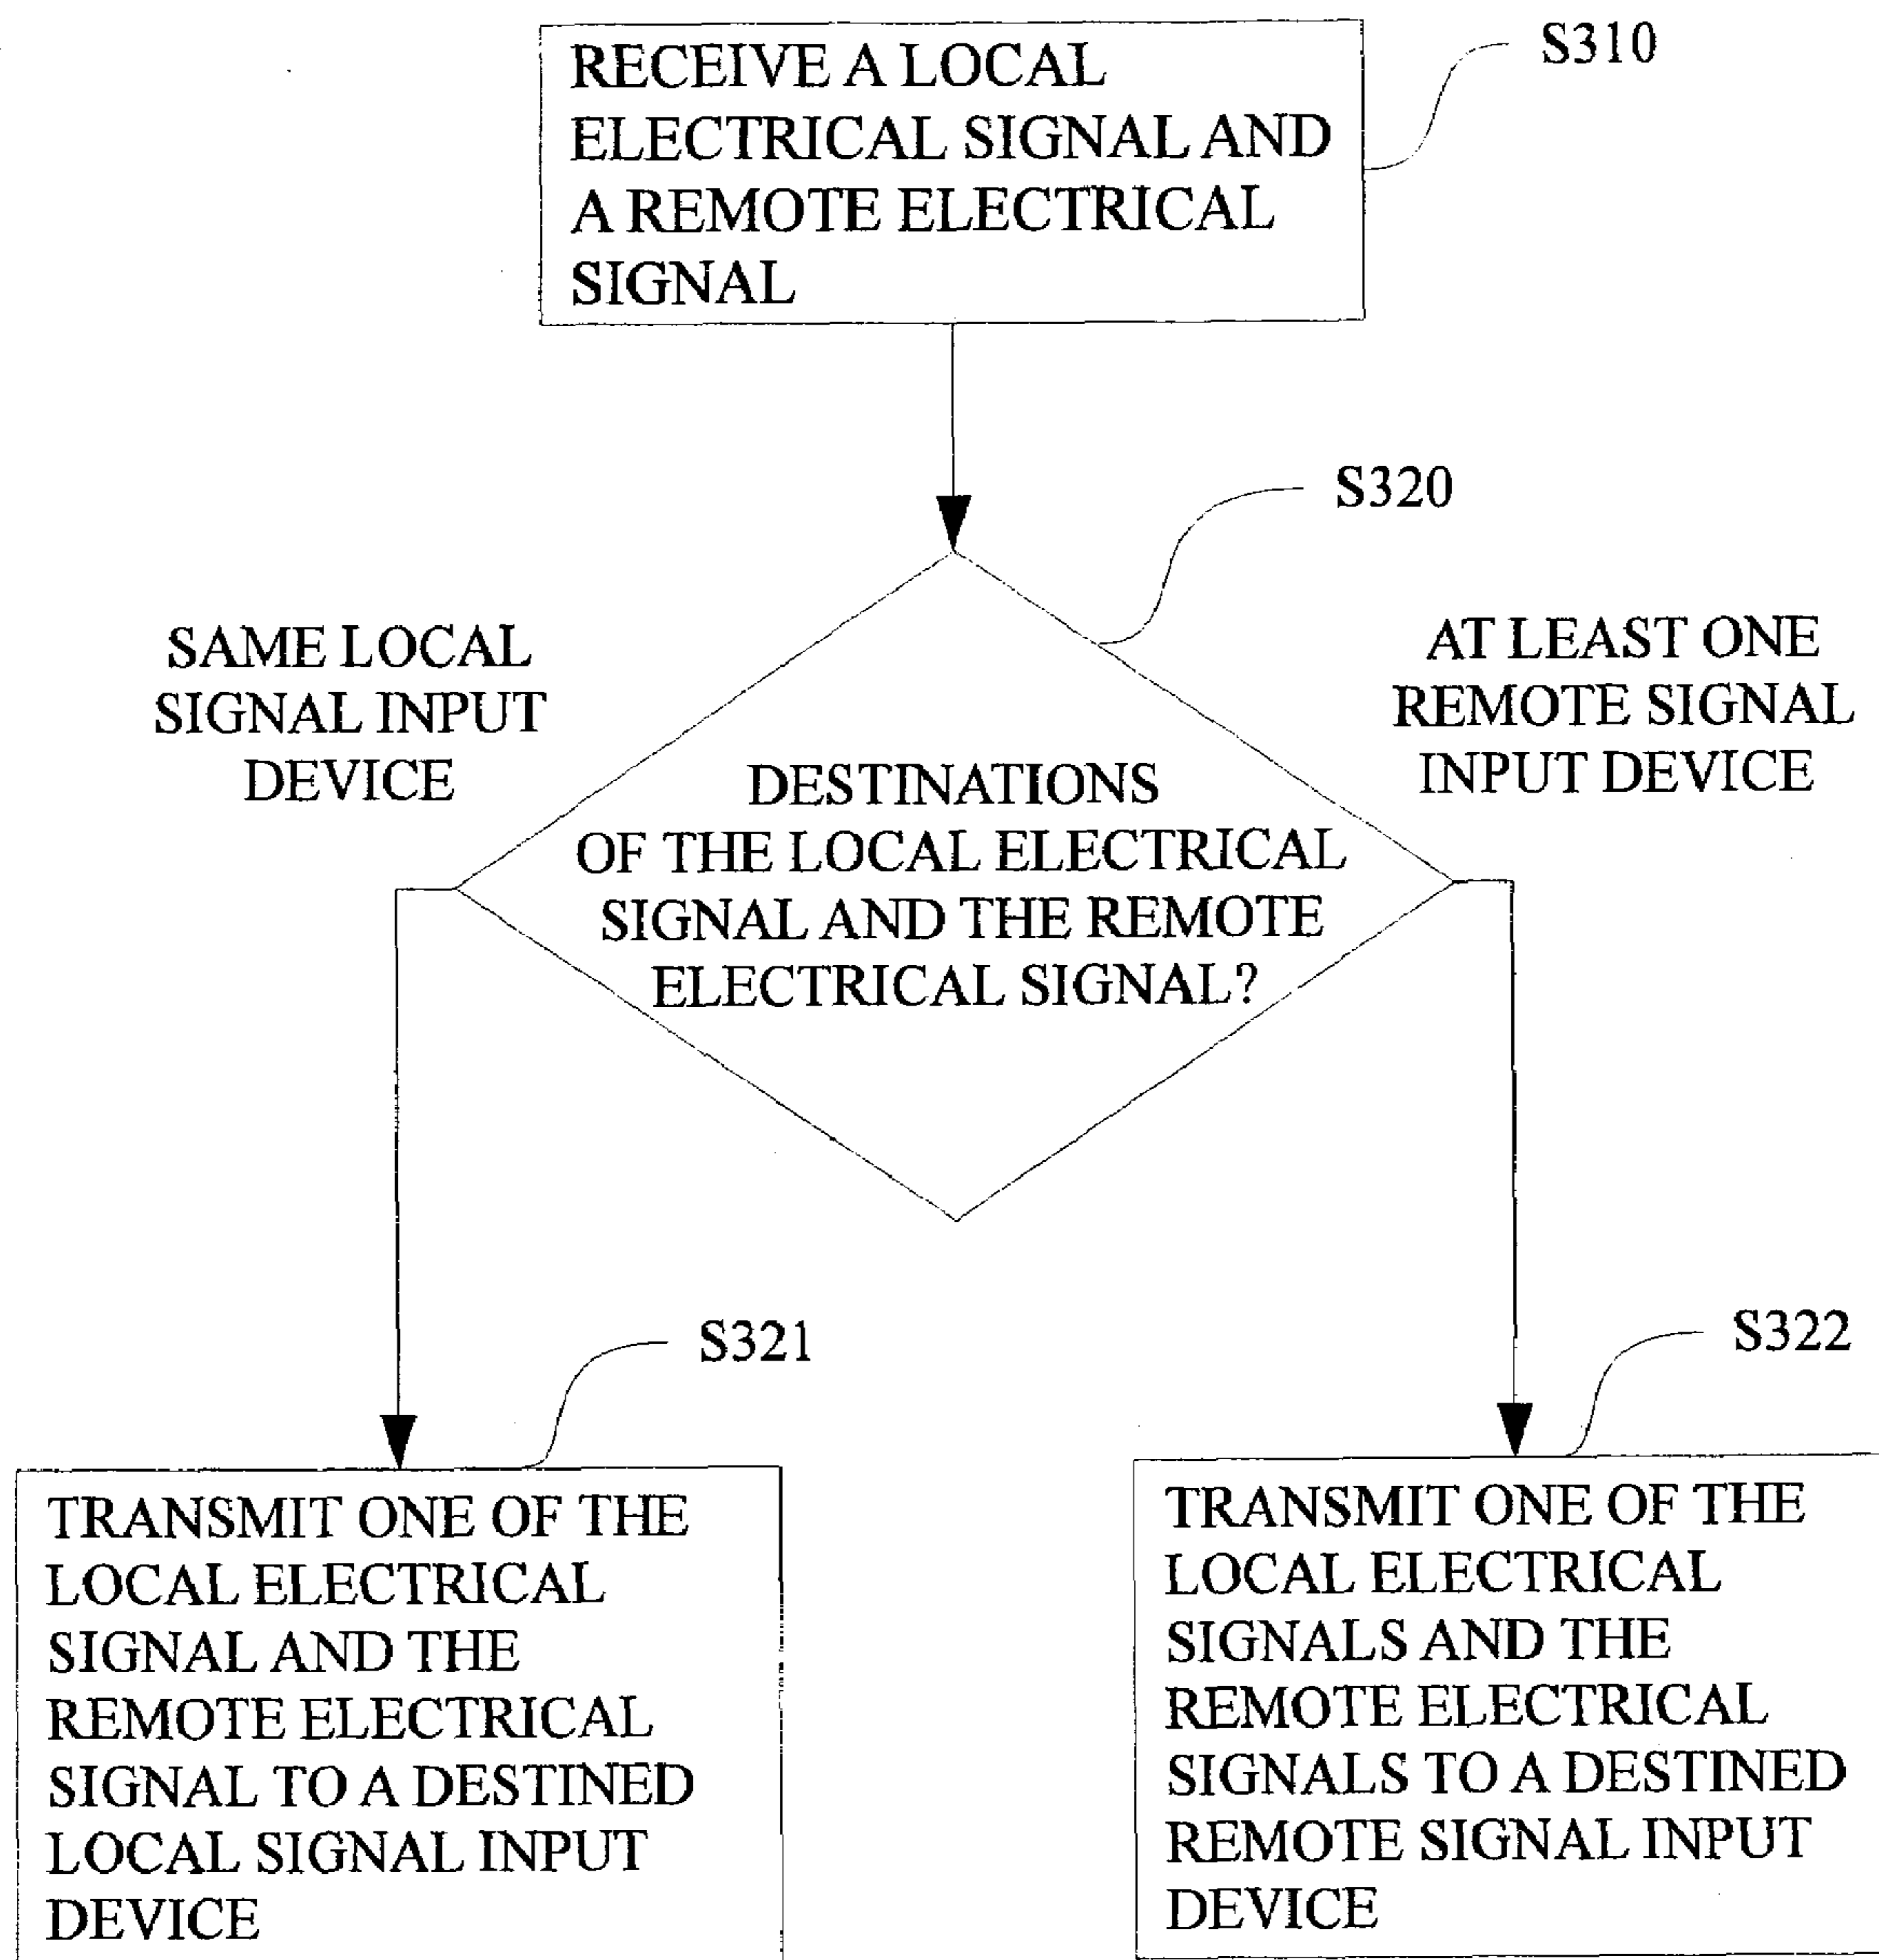 RECEIVE A LOCAL
ELECTRICAL SIGNAL AND
A REMOTE ELECTRICAL
SIGNAL
S310
S320
SAME LOCAL
SIGNAL INPUT
DEVICE
AT LEAST ONE
REMOTE SIGNAL
INPUT DEVICE
DESTINATIONS
OF THE LOCAL ELECTRICAL
SIGNAL AND THE REMOTE
ELECTRICAL SIGNAL?
S321
S322
TRANSMIT ONE OF THE
LOCAL ELECTRICAL
SIGNAL AND THE
REMOTE ELECTRICAL
SIGNAL TO A DESTINED
LOCAL SIGNAL INPUT
DEVICE
TRANSMIT ONE OF THE
LOCAL ELECTRICAL
SIGNALS AND THE
REMOTE ELECTRICAL
SIGNALS TO A DESTINED
REMOTE SIGNAL INPUT
DEVICE